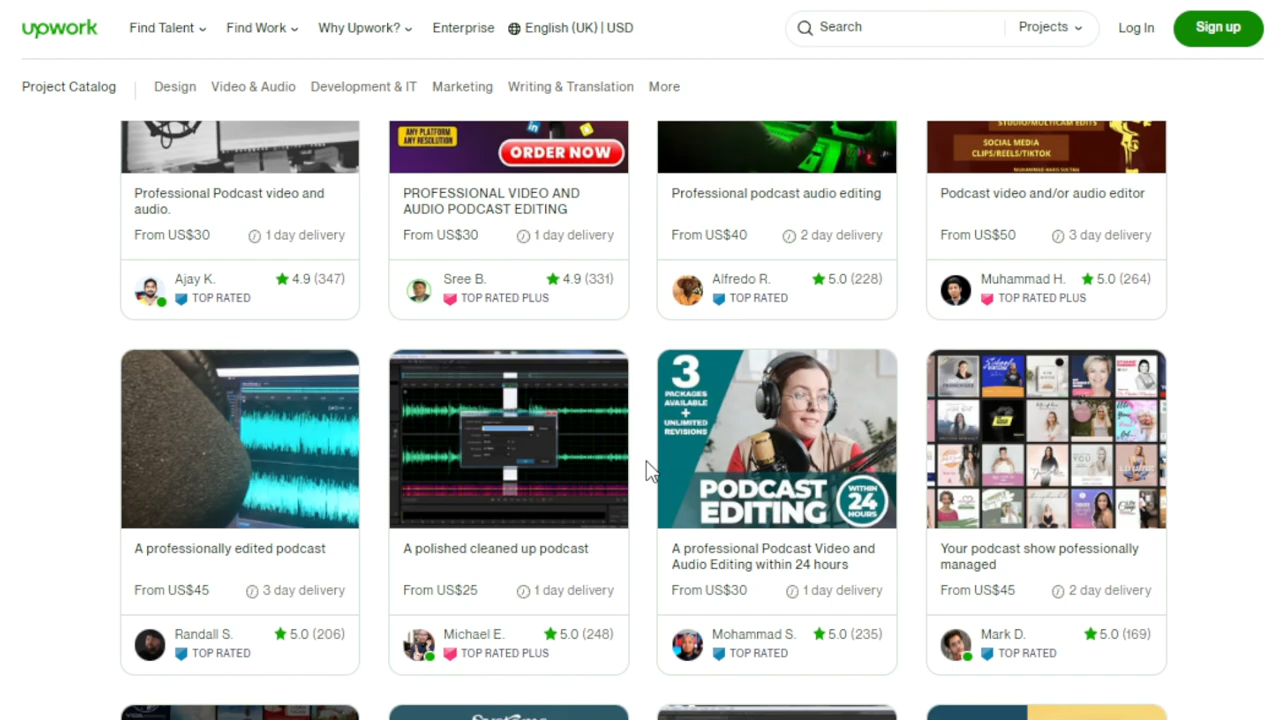 upwork
Find Talent
Find Work
Why Upwork?
Enterprise
English (UK) | USD
Search
Projects
Log In
Sign up
Project Catalog
Design
Video & Audio
Development & IT
Marketing
Writing & Translation
More
ANY PLATFORM
ANY RESOLUTION
ORDER NOW
STUDIO/MULTICAM EDITS
SOCIAL MEDIA
CLIPS/REELS/TIKTOK
Professional Podcast video and
audio.
From US$30
1 day delivery
Ajay K.
4.9 (347)
TOP RATED
PROFESSIONAL VIDEO AND
AUDIO PODCAST EDITING
From US$30
1 day delivery
Sree B.
4.9 (331)
TOP RATED PLUS
Professional podcast audio editing
From US$40
2 day delivery
Alfredo R.
5.0 (228)
TOP RATED
Podcast video and/or audio editor
From US$50
3 day delivery
Muhammad H.
5.0 (264)
TOP RATED PLUS
A professionally edited podcast
From US$45
3 day delivery
Randall S.
5.0 (206)
TOP RATED
A polished cleaned up podcast
From US$25
1 day delivery
Michael E.
5.0 (248)
TOP RATED PLUS
3
PACKAGES
AVAILABLE
+
UNLIMITED
REVISIONS
PODCAST
EDITING
WITHIN
24
HOURS
A professional Podcast Video and
Audio Editing within 24 hours
From US$30
1 day delivery
Mohammad S.
5.0 (235)
TOP RATED
Your podcast show pofessionally
managed
From US$45
2 day delivery
Mark D.
5.0 (169)
TOP RATED